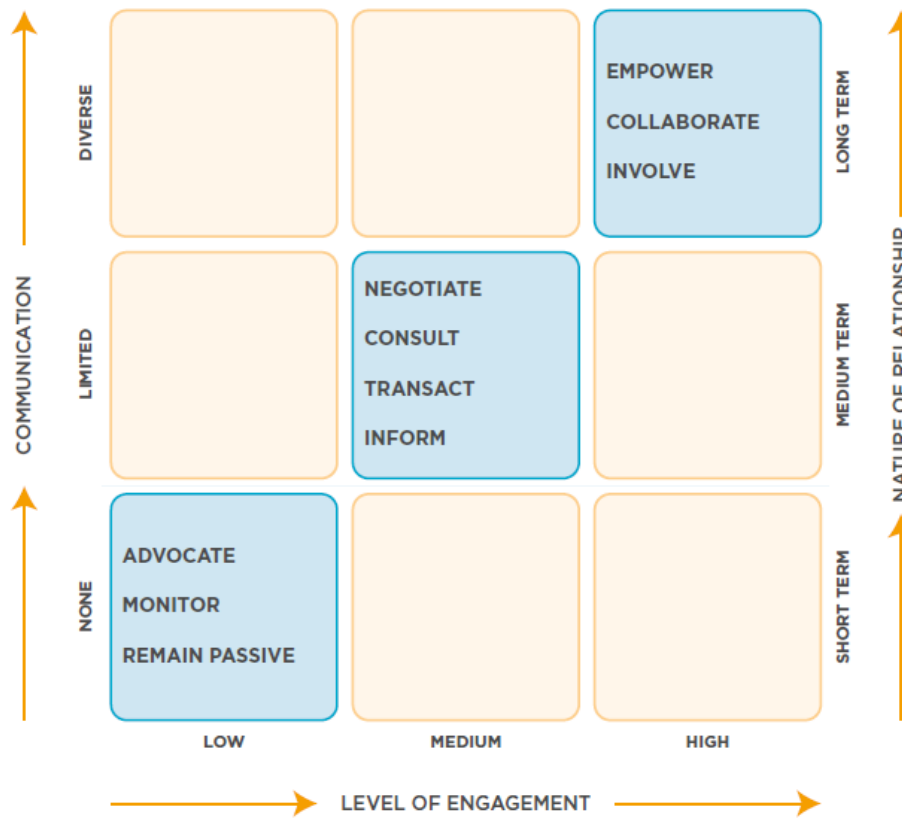 EMPOWER
COLLABORATE
INVOLVE
NEGOTIATE
CONSULT
TRANSACT
INFORM
ADVOCATE
MONITOR
REMAIN PASSIVE
DIVERSE
LIMITED
NONE
COMMUNICATION
LONG TERM
MEDIUM TERM
SHORT TERM
NATURE OF RELATIONSHIP
LOW
MEDIUM
HIGH
LEVEL OF ENGAGEMENT